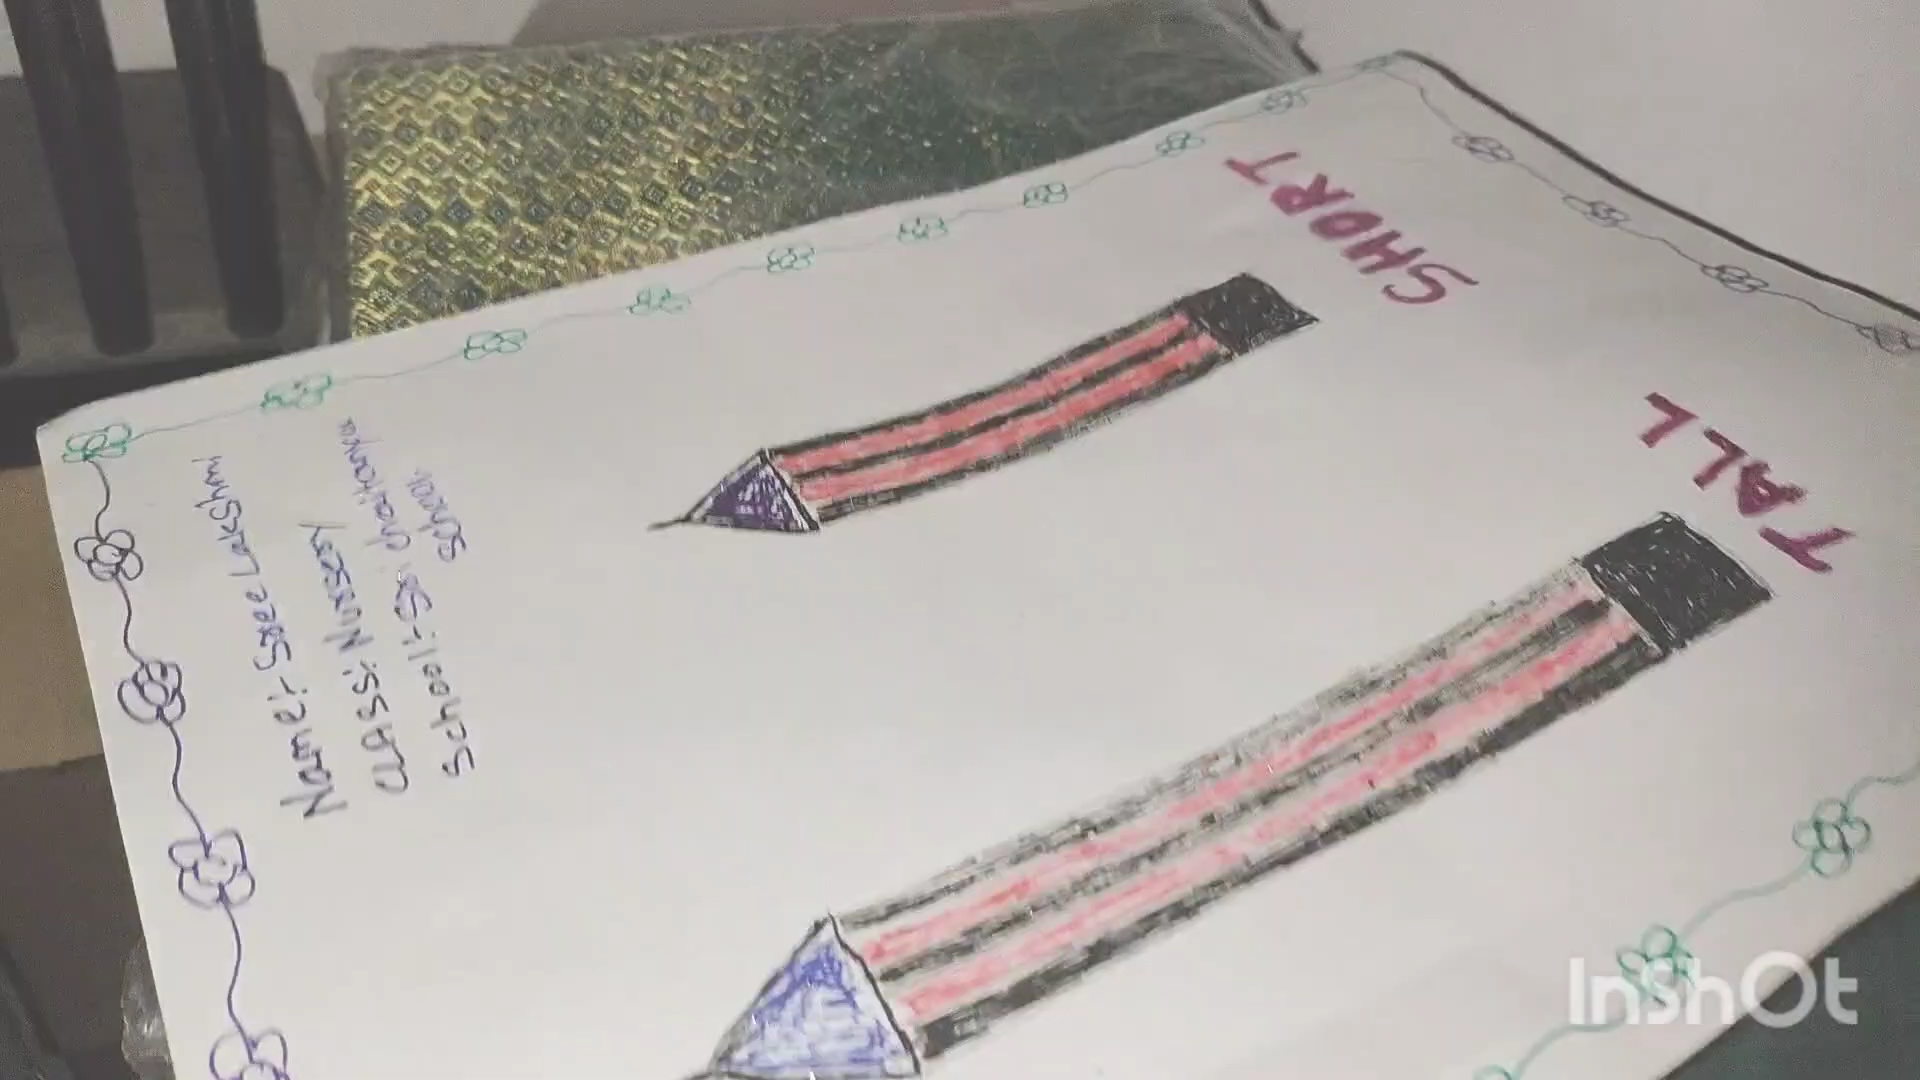 TALL
SHORT
Name:- Sree Lakshmi
CLASS:- Nursery
School:- Sri chaitanya
school
InShOt